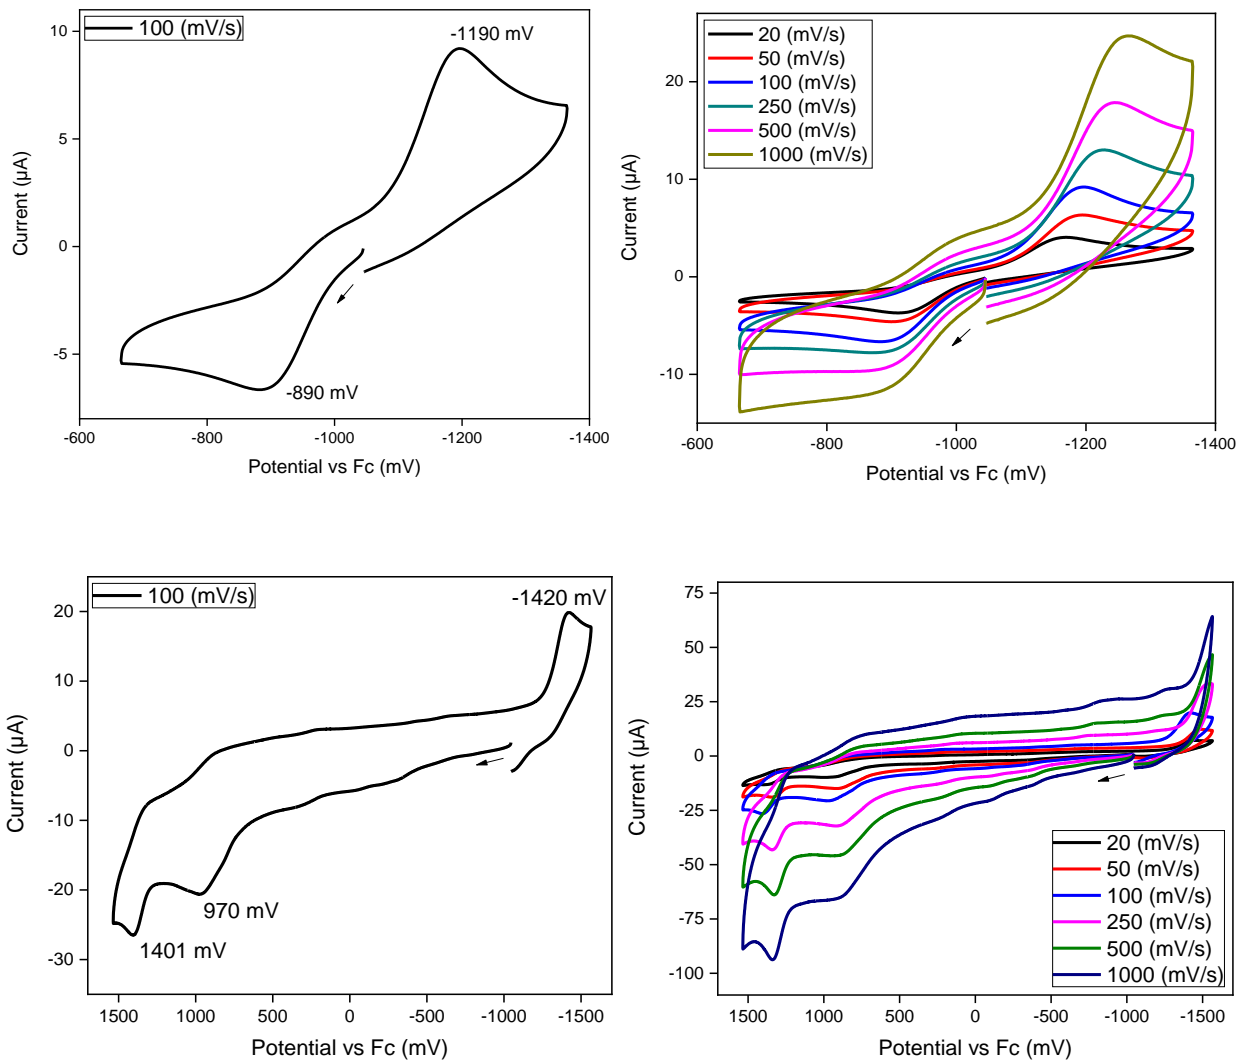 100 (mV/s)
-1190 mV
-890 mV
10
5
0
-5
-600
-800
-1000
-1200
-1400
Current (µA)
Potential vs Fc (mV)
20 (mV/s)
50 (mV/s)
100 (mV/s)
250 (mV/s)
500 (mV/s)
1000 (mV/s)
20
10
0
-10
-600
-800
-1000
-1200
-1400
Current (µA)
Potential vs Fc (mV)
100 (mV/s)
-1420 mV
970 mV
1401 mV
20
10
0
-10
-20
-30
1500
1000
500
0
-500
-1000
-1500
Current (µA)
Potential vs Fc (mV)
75
50
25
0
-25
-50
-75
-100
20 (mV/s)
50 (mV/s)
100 (mV/s)
250 (mV/s)
500 (mV/s)
1000 (mV/s)
1500
1000
500
0
-500
-1000
-1500
Current (µA)
Potential vs Fc (mV)